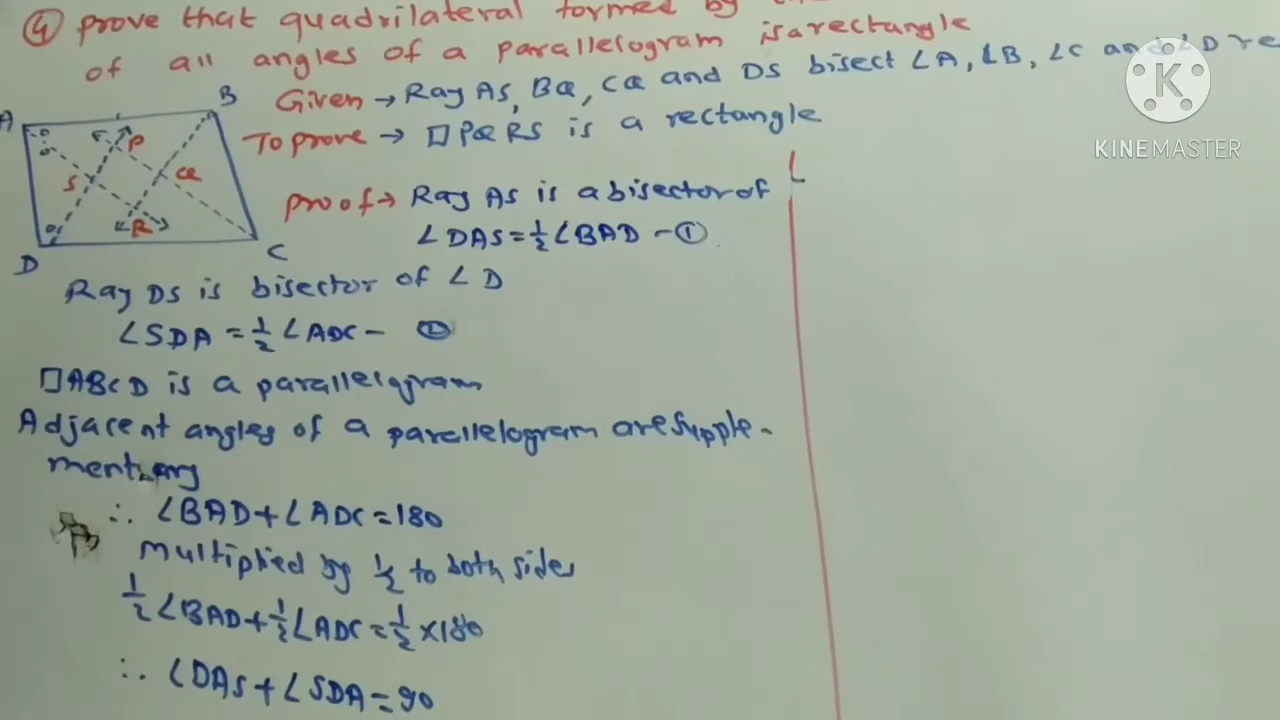 ④ prove that quadrilateral formed by
of all angles of a parallelogram is a rectangle
Given → Ray AS, BQ, CQ and DS bisect ∠A, ∠B, ∠C and ∠D re
To prove → □PQRS is a rectangle
proof → Ray AS is a bisector of
∠DAS = ½ ∠BAD – ①
A
B
P
S
Q
R
D
C
Ray DS is bisector of ∠D
∠SDA = ½ ∠ADC – ②
□ABCD is a parallelogram
Adjacent angles of a parallelogram are supple-
mentary
∴ ∠BAD + ∠ADC = 180
multiplied by ½ to both sides
½ ∠BAD + ½ ∠ADC = ½ × 180
∴ ∠DAS + ∠SDA = 90
K
KINEMASTER